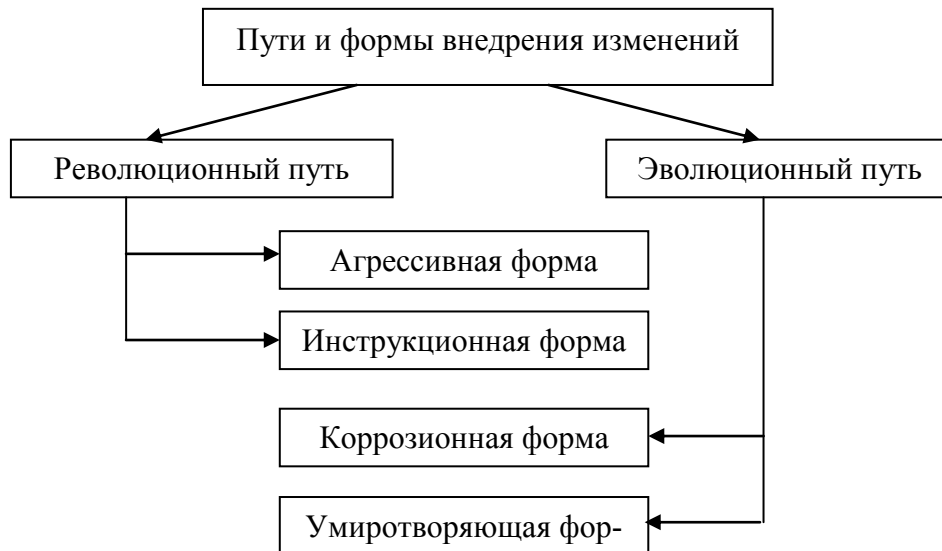 Пути и формы внедрения изменений
Революционный путь
Эволюционный путь
Агрессивная форма
Инструкционная форма
Коррозионная форма
Умиротворяющая фор-